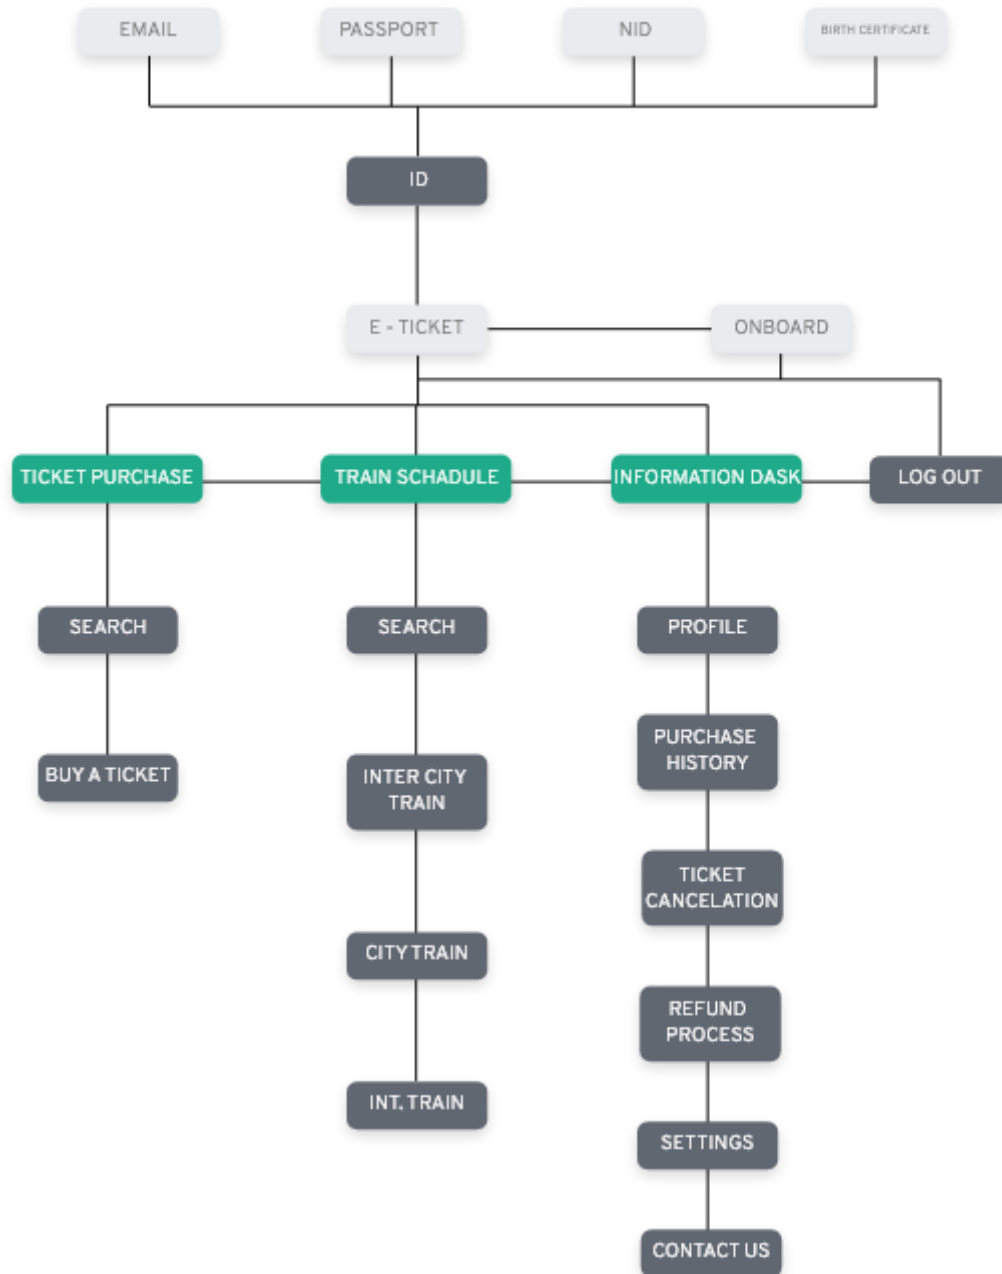 EMAIL
PASSPORT
NID
BIRTH CERTIFICATE
ID
E - TICKET
ONBOARD
TICKET PURCHASE
TRAIN SCHADULE
INFORMATION DASK
LOG OUT
SEARCH
SEARCH
PROFILE
BUY A TICKET
INTER CITY
TRAIN
PURCHASE
HISTORY
TICKET
CANCELATION
CITY TRAIN
REFUND
PROCESS
INT. TRAIN
SETTINGS
CONTACT US